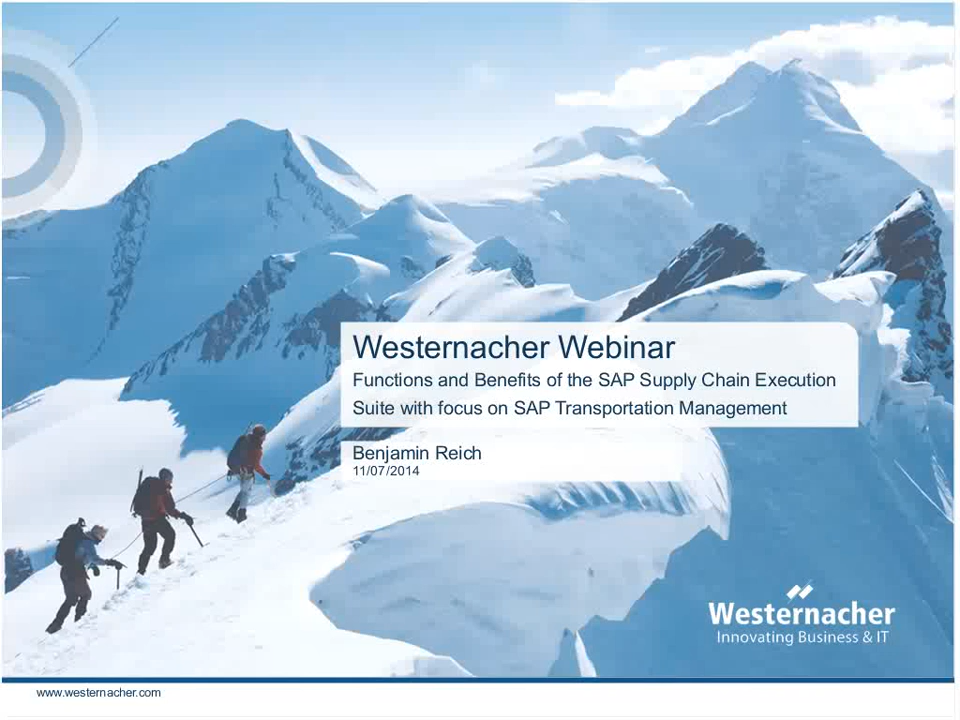 Westernacher Webinar
Functions and Benefits of the SAP Supply Chain Execution
Suite with focus on SAP Transportation Management
Benjamin Reich
11/07/2014
Westernacher
Innovating Business & IT
www.westernacher.com